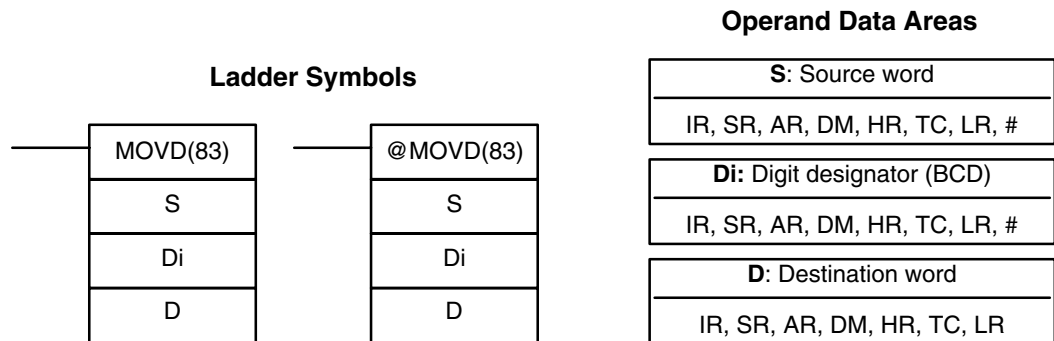 Ladder Symbols
MOVD(83)
S
Di
D
@MOVD(83)
S
Di
D
Operand Data Areas
S: Source word
IR, SR, AR, DM, HR, TC, LR, #
Di: Digit designator (BCD)
IR, SR, AR, DM, HR, TC, LR, #
D: Destination word
IR, SR, AR, DM, HR, TC, LR